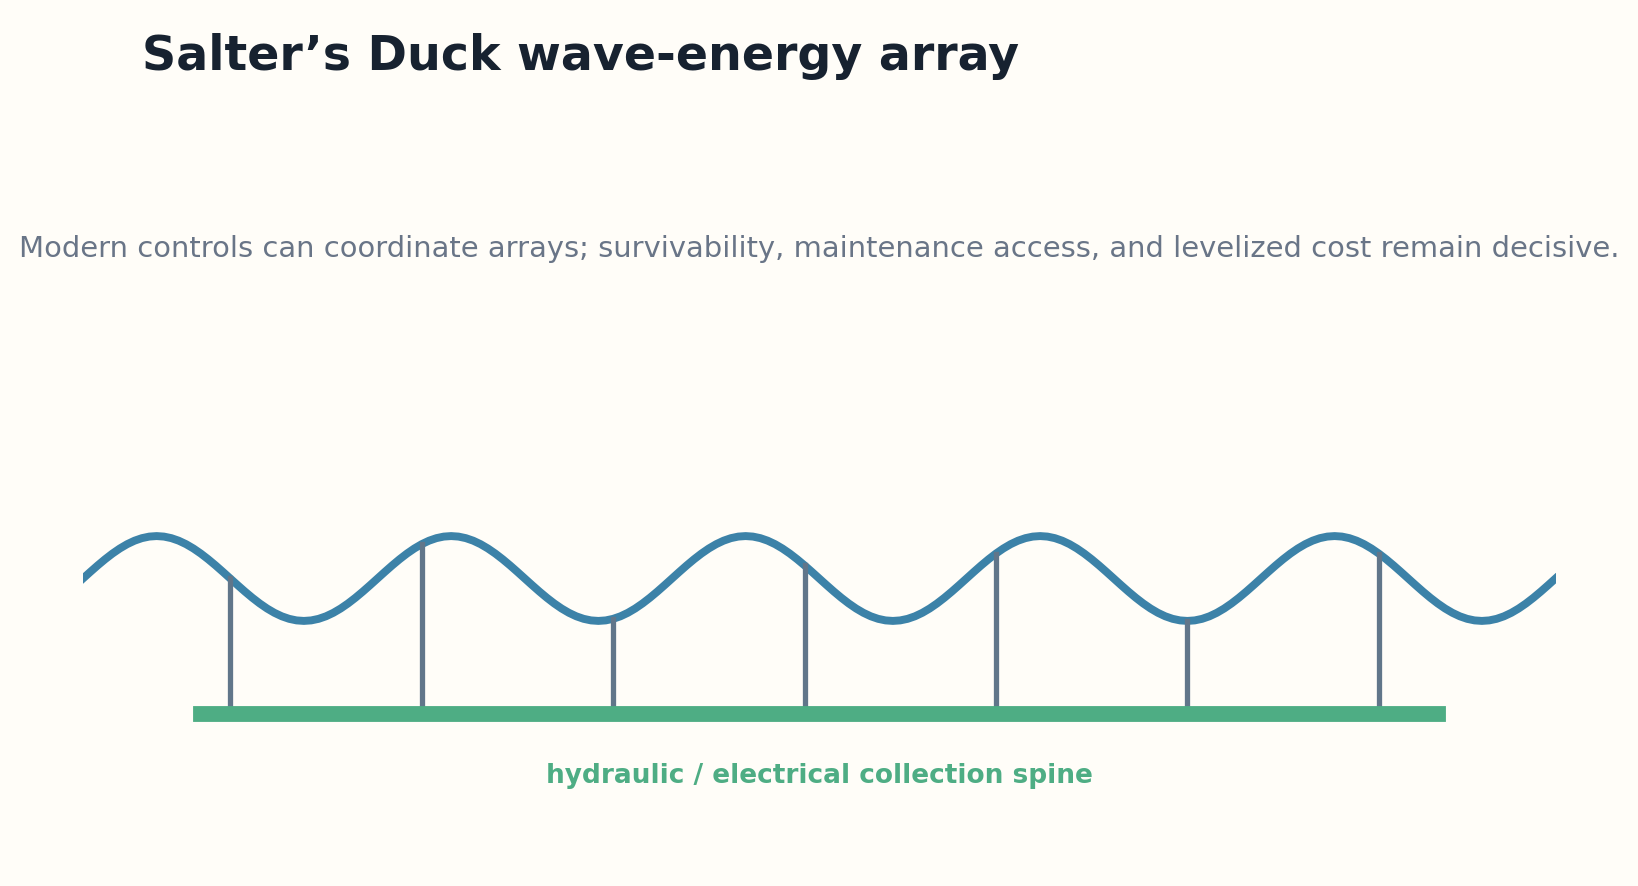 Salter’s Duck wave-energy array
Modern controls can coordinate arrays; survivability, maintenance access, and levelized cost remain decisive.
hydraulic / electrical collection spine